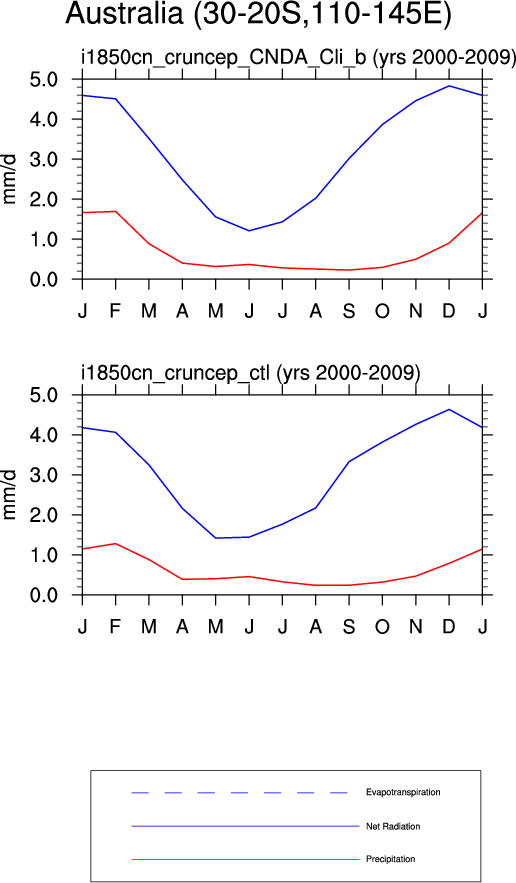 Australia (30-20S,110-145E)
i1850cn_cruncep_CNDA_Cli_b (yrs 2000-2009)
5.0
4.0
3.0
2.0
1.0
0.0
mm/d
J F M A M J J A S O N D J
i1850cn_cruncep_ctl (yrs 2000-2009)
5.0
4.0
3.0
2.0
1.0
0.0
mm/d
J F M A M J J A S O N D J
Evapotranspiration
Net Radiation
Precipitation